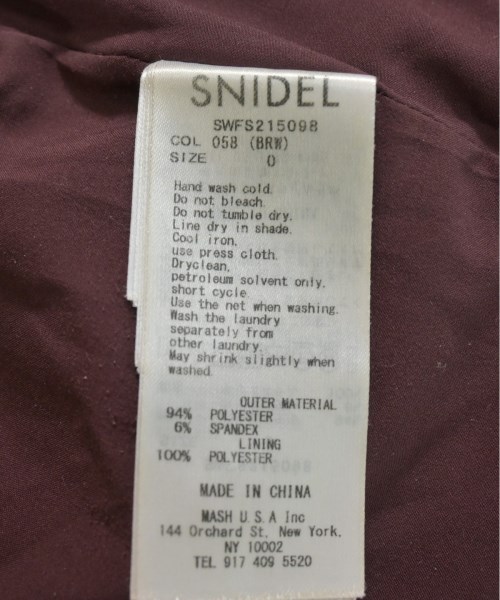 SNIDEL
SWFS215098
COL 058 (BRW)
SIZE 0
Hand wash cold.
Do not bleach.
Do not tumble dry.
Line dry in shade.
Cool iron,
use press cloth.
Dryclean,
petroleum solvent only,
short cycle.
Use the net when washing.
Wash the laundry
separately from
other laundry.
May shrink slightly when
washed.
OUTER MATERIAL
94% POLYESTER
6% SPANDEX
LINING
100% POLYESTER
MADE IN CHINA
MASH U.S.A Inc
144 Orchard St, New York,
NY 10002
TEL 917 409 5520